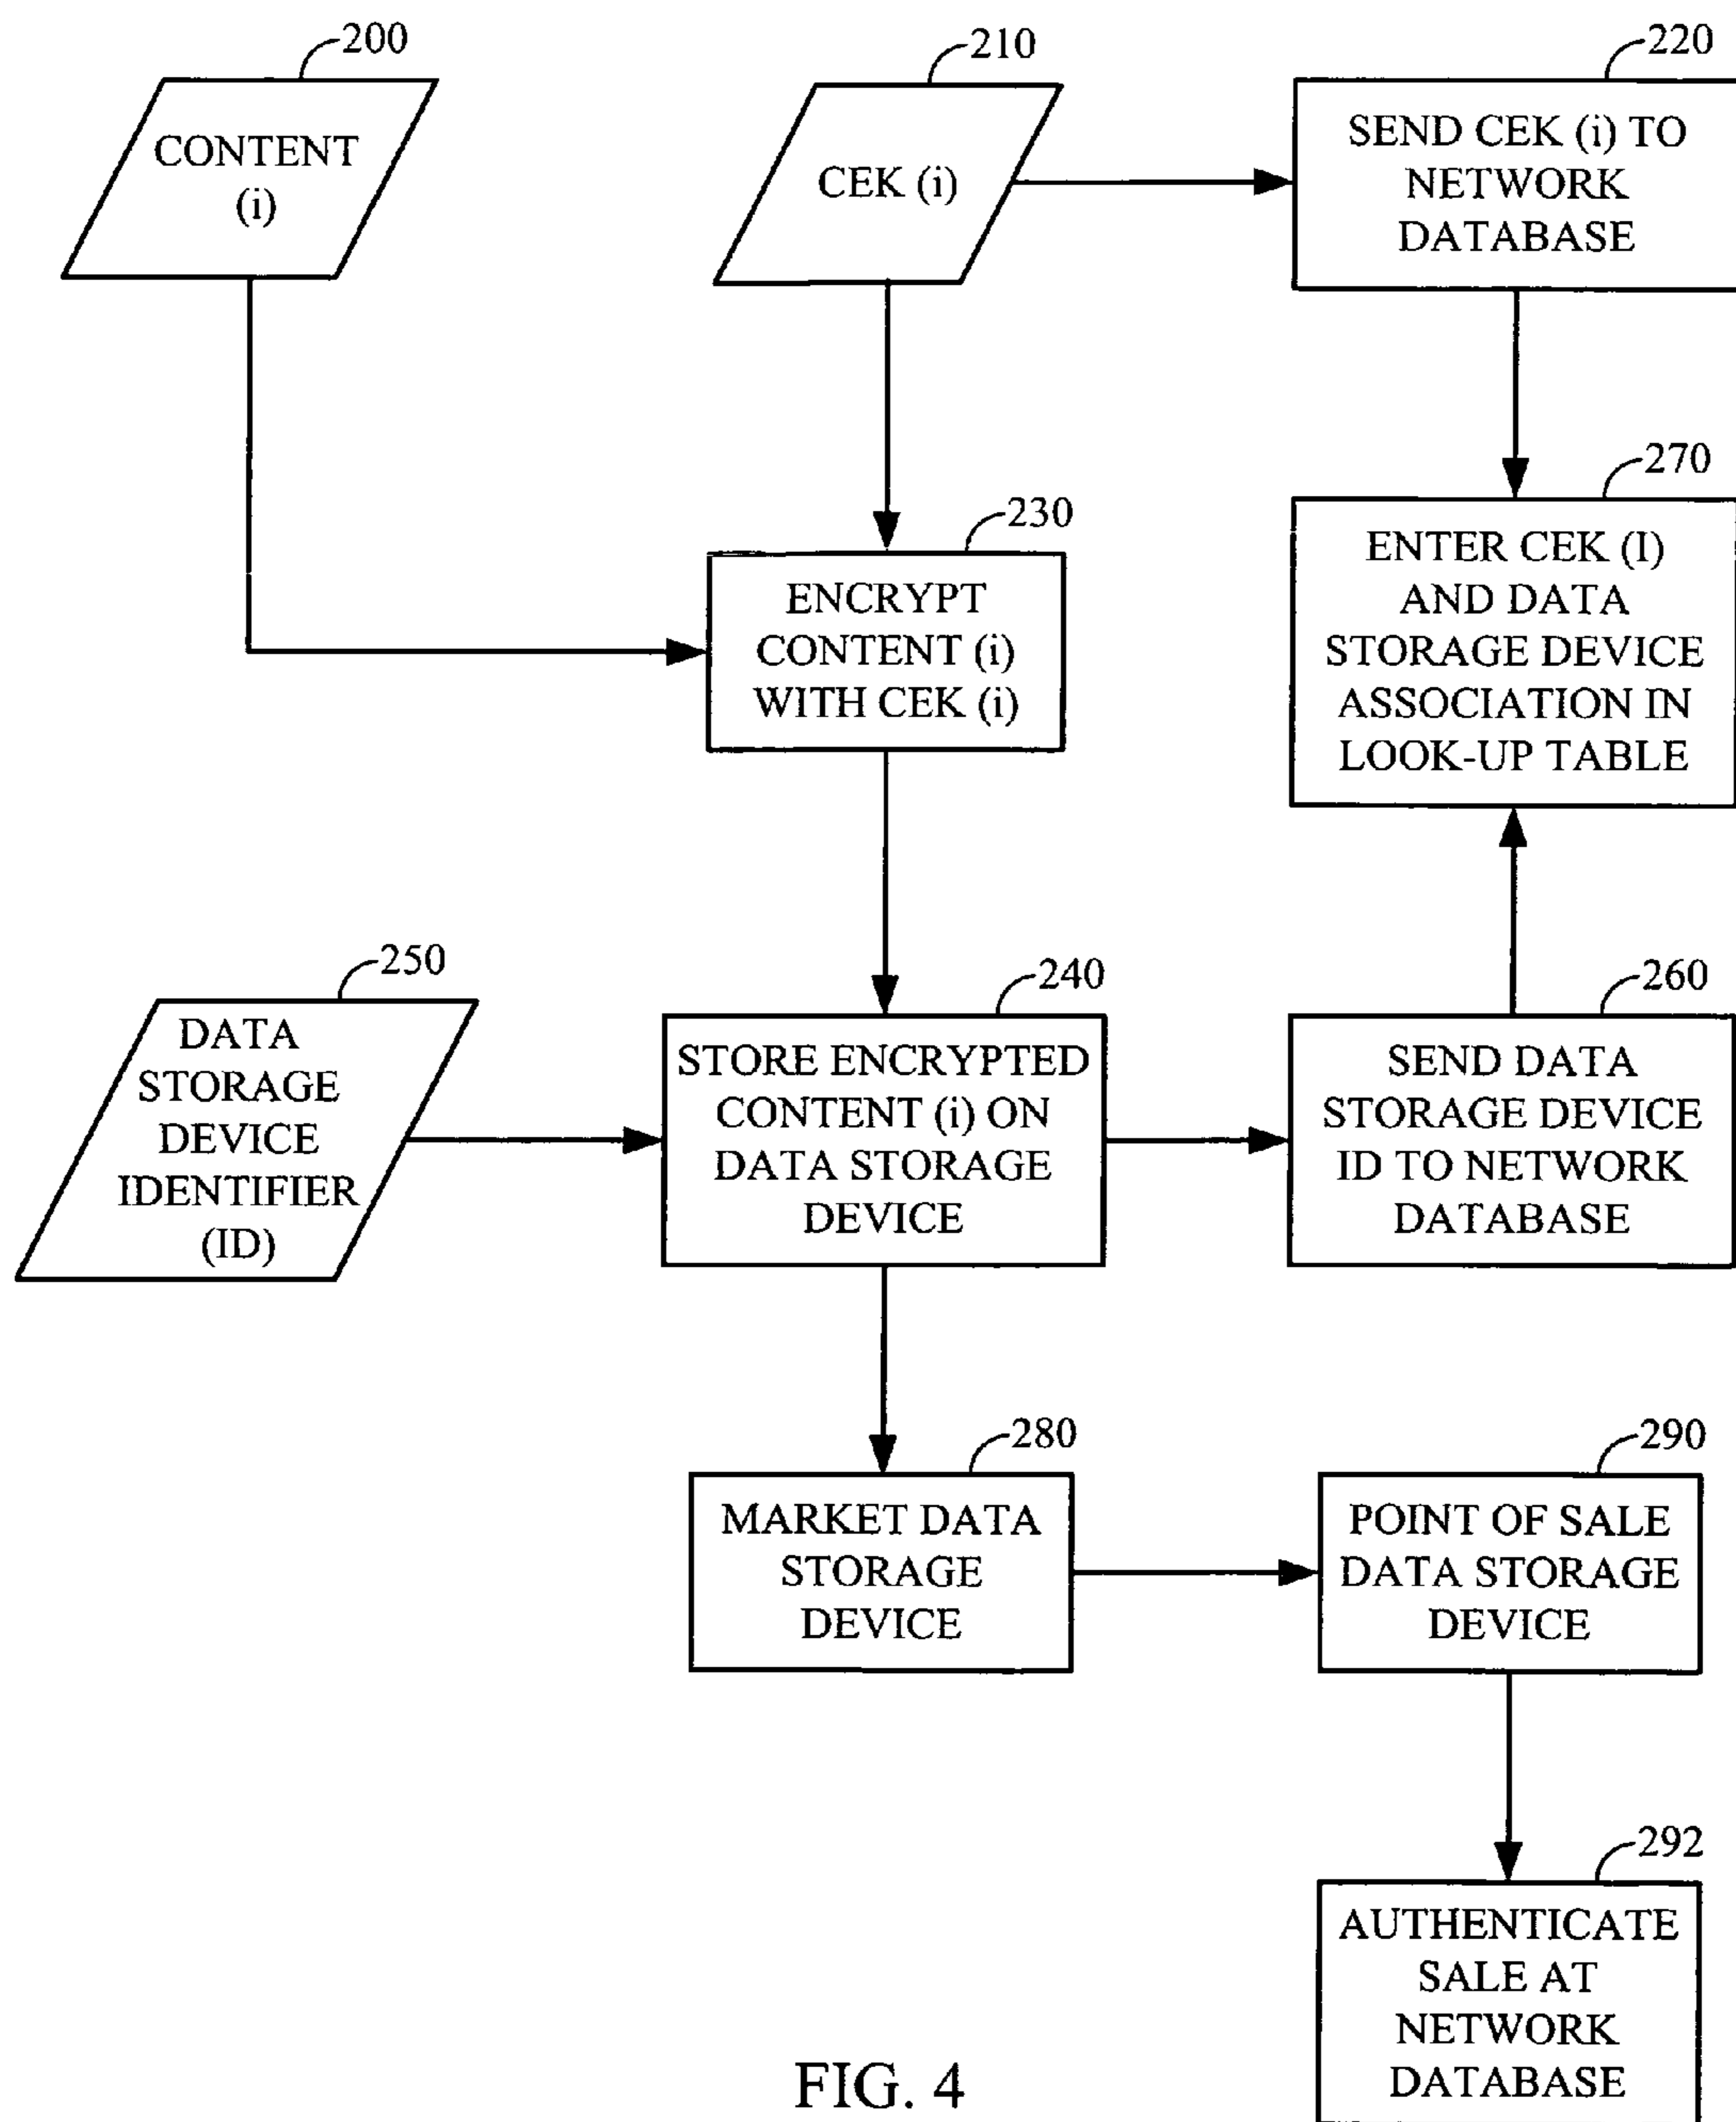 200
CONTENT
(i)
210
CEK (i)
220
SEND CEK (i) TO
NETWORK
DATABASE
230
ENCRYPT
CONTENT (i)
WITH CEK (i)
270
ENTER CEK (I)
AND DATA
STORAGE DEVICE
ASSOCIATION IN
LOOK-UP TABLE
250
DATA
STORAGE
DEVICE
IDENTIFIER
(ID)
240
STORE ENCRYPTED
CONTENT (i) ON
DATA STORAGE
DEVICE
260
SEND DATA
STORAGE DEVICE
ID TO NETWORK
DATABASE
280
MARKET DATA
STORAGE
DEVICE
290
POINT OF SALE
DATA STORAGE
DEVICE
292
AUTHENTICATE
SALE AT
NETWORK
DATABASE
FIG. 4